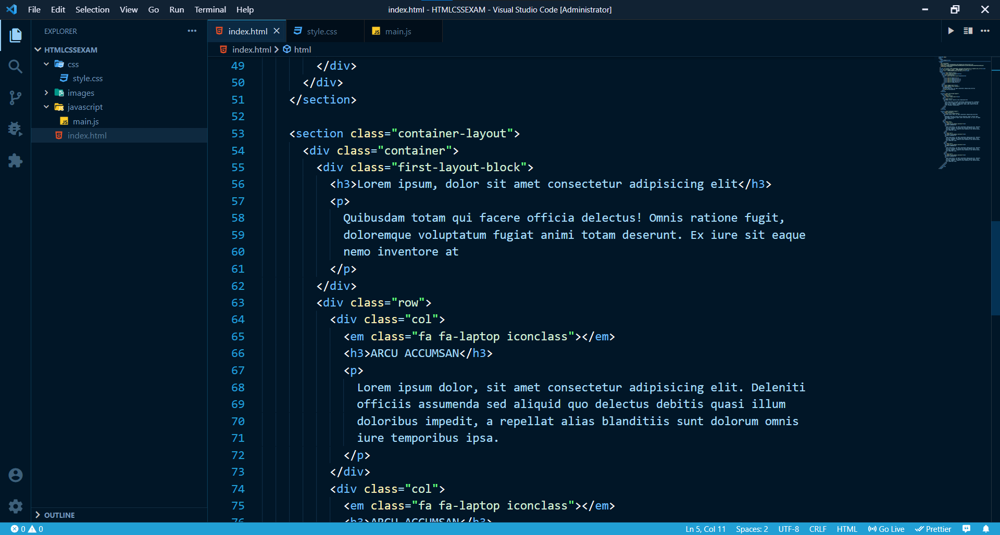 File Edit Selection View Go Run Terminal Help
index.html - HTMLCSSEXAM - Visual Studio Code [Administrator]
EXPLORER
HTMLCSSEXAM
css
style.css
images
javascript
JS main.js
index.html
OUTLINE
index.html style.css JS main.js
index.html > html
49 </div>
50 </div>
51 </section>
52
53 <section class="container-layout">
54 <div class="container">
55 <div class="first-layout-block">
56 <h3>Lorem ipsum, dolor sit amet consectetur adipisicing elit</h3>
57 <p>
58 Quibusdam totam qui facere officia delectus! Omnis ratione fugit,
59 doloremque voluptatum fugiat animi totam deserunt. Ex iure sit eaque
60 nemo inventore at
61 </p>
62 </div>
63 <div class="row">
64 <div class="col">
65 <em class="fa fa-laptop iconclass"></em>
66 <h3>ARCU ACCUMSAN</h3>
67 <p>
68 Lorem ipsum dolor, sit amet consectetur adipisicing elit. Deleniti
69 officiis assumenda sed aliquid quo delectus debitis quasi illum
70 doloribus impedit, a repellat alias blanditiis sunt dolorum omnis
71 iure temporibus ipsa.
72 </p>
73 </div>
74 <div class="col">
75 <em class="fa fa-laptop iconclass"></em>
76 <h3>ARCU ACCUMSAN</h3>
0 0
Ln 5, Col 11 Spaces: 2 UTF-8 CRLF HTML Go Live Prettier